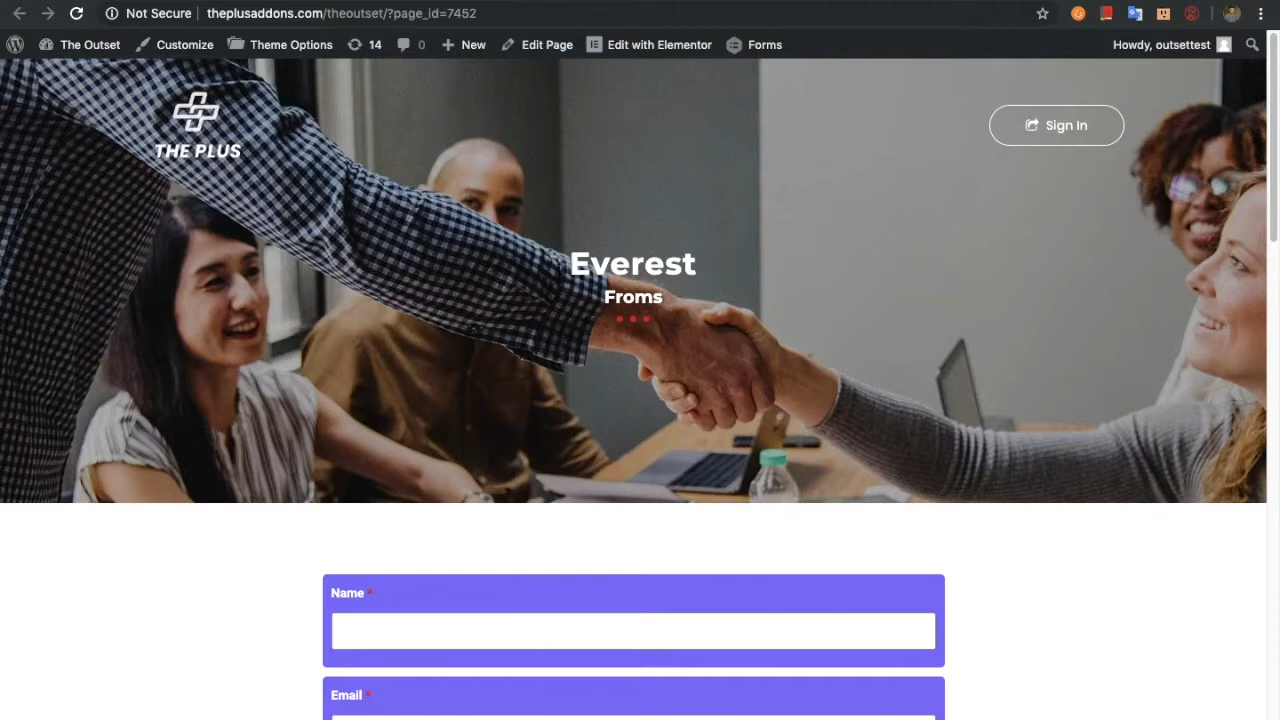 Not Secure theplusaddons.com/theoutset/?page_id=7452
The Outset Customize Theme Options 14 0 New Edit Page Edit with Elementor Forms Howdy, outsettest
THE PLUS
Sign In
Everest
Froms
Name *
Email *